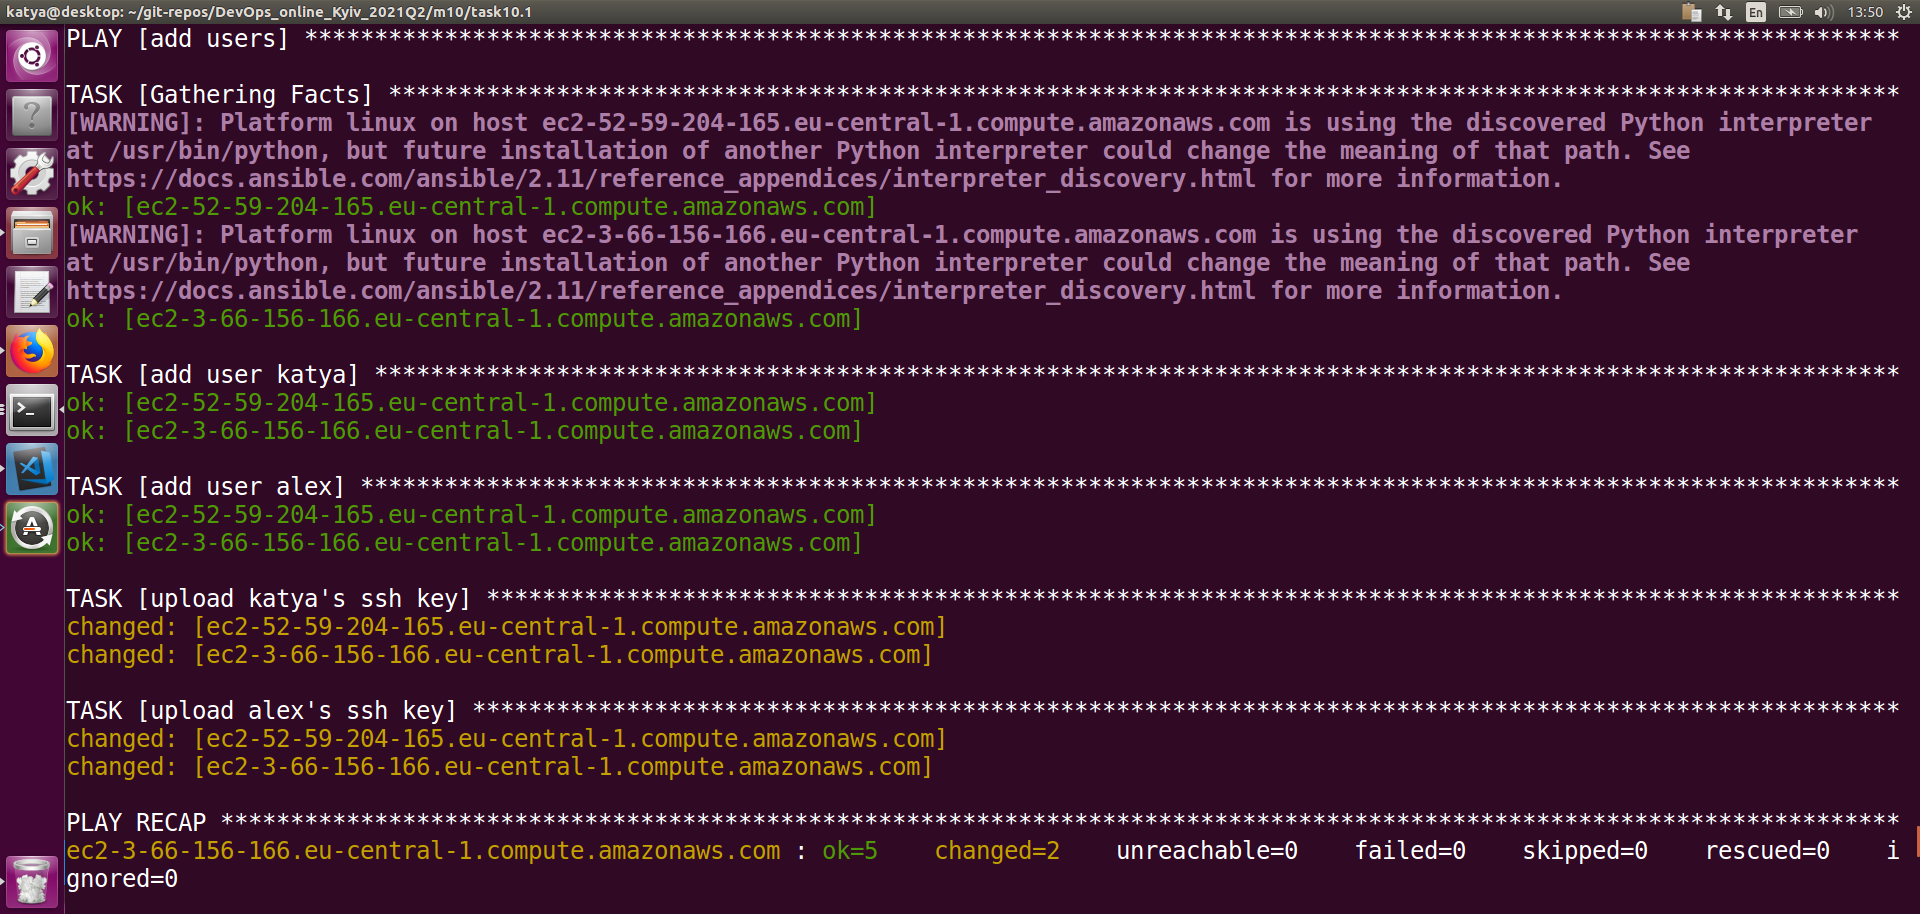 katya@desktop: ~/git-repos/DevOps_online_Kyiv_2021Q2/m10/task10.1
En
13:50
PLAY [add users] ******************************************************************************************************************
TASK [Gathering Facts] ************************************************************************************************************
[WARNING]: Platform linux on host ec2-52-59-204-165.eu-central-1.compute.amazonaws.com is using the discovered Python interpreter
at /usr/bin/python, but future installation of another Python interpreter could change the meaning of that path. See
https://docs.ansible.com/ansible/2.11/reference_appendices/interpreter_discovery.html for more information.
ok: [ec2-52-59-204-165.eu-central-1.compute.amazonaws.com]
[WARNING]: Platform linux on host ec2-3-66-156-166.eu-central-1.compute.amazonaws.com is using the discovered Python interpreter
at /usr/bin/python, but future installation of another Python interpreter could change the meaning of that path. See
https://docs.ansible.com/ansible/2.11/reference_appendices/interpreter_discovery.html for more information.
ok: [ec2-3-66-156-166.eu-central-1.compute.amazonaws.com]
TASK [add user katya] *************************************************************************************************************
ok: [ec2-52-59-204-165.eu-central-1.compute.amazonaws.com]
ok: [ec2-3-66-156-166.eu-central-1.compute.amazonaws.com]
TASK [add user alex] **************************************************************************************************************
ok: [ec2-52-59-204-165.eu-central-1.compute.amazonaws.com]
ok: [ec2-3-66-156-166.eu-central-1.compute.amazonaws.com]
TASK [upload katya's ssh key] *****************************************************************************************************
changed: [ec2-52-59-204-165.eu-central-1.compute.amazonaws.com]
changed: [ec2-3-66-156-166.eu-central-1.compute.amazonaws.com]
TASK [upload alex's ssh key] ******************************************************************************************************
changed: [ec2-52-59-204-165.eu-central-1.compute.amazonaws.com]
changed: [ec2-3-66-156-166.eu-central-1.compute.amazonaws.com]
PLAY RECAP ************************************************************************************************************************
ec2-3-66-156-166.eu-central-1.compute.amazonaws.com : ok=5    changed=2    unreachable=0    failed=0    skipped=0    rescued=0    i
gnored=0